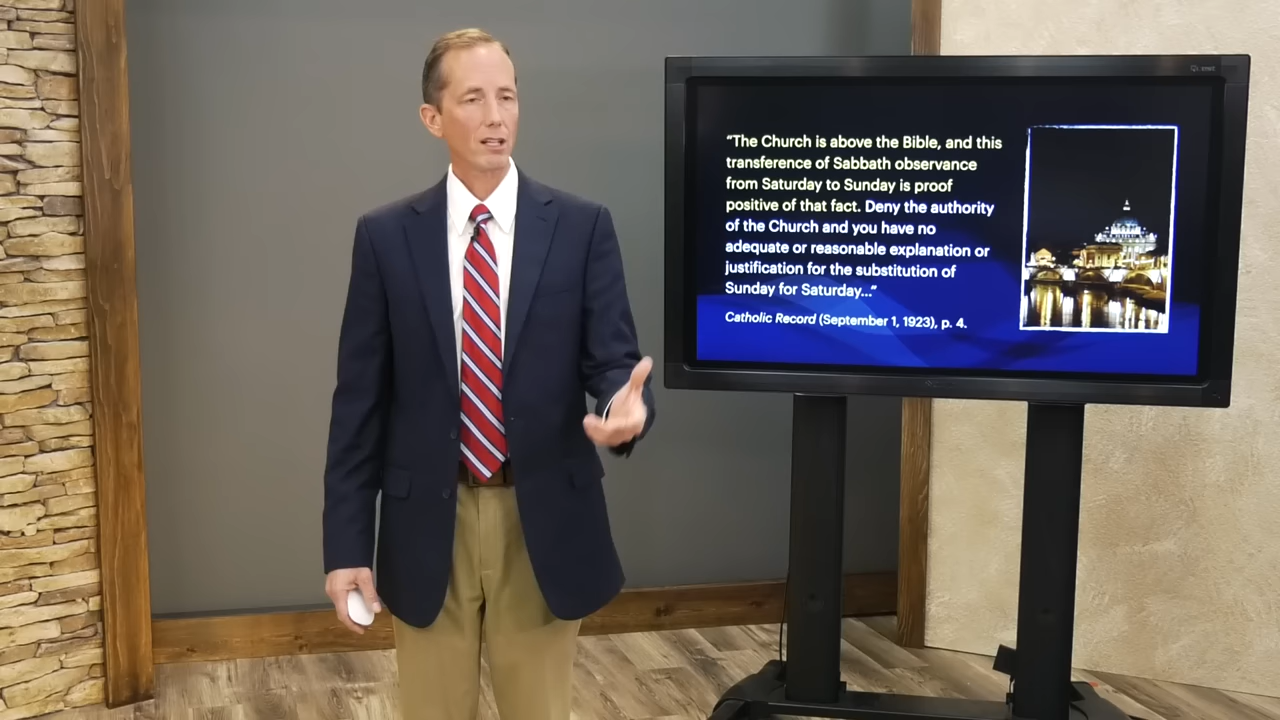 “The Church is above the Bible, and this
transference of Sabbath observance
from Saturday to Sunday is proof
positive of that fact. Deny the authority
of the Church and you have no
adequate or reasonable explanation or
justification for the substitution of
Sunday for Saturday...”
Catholic Record (September 1, 1923), p. 4.